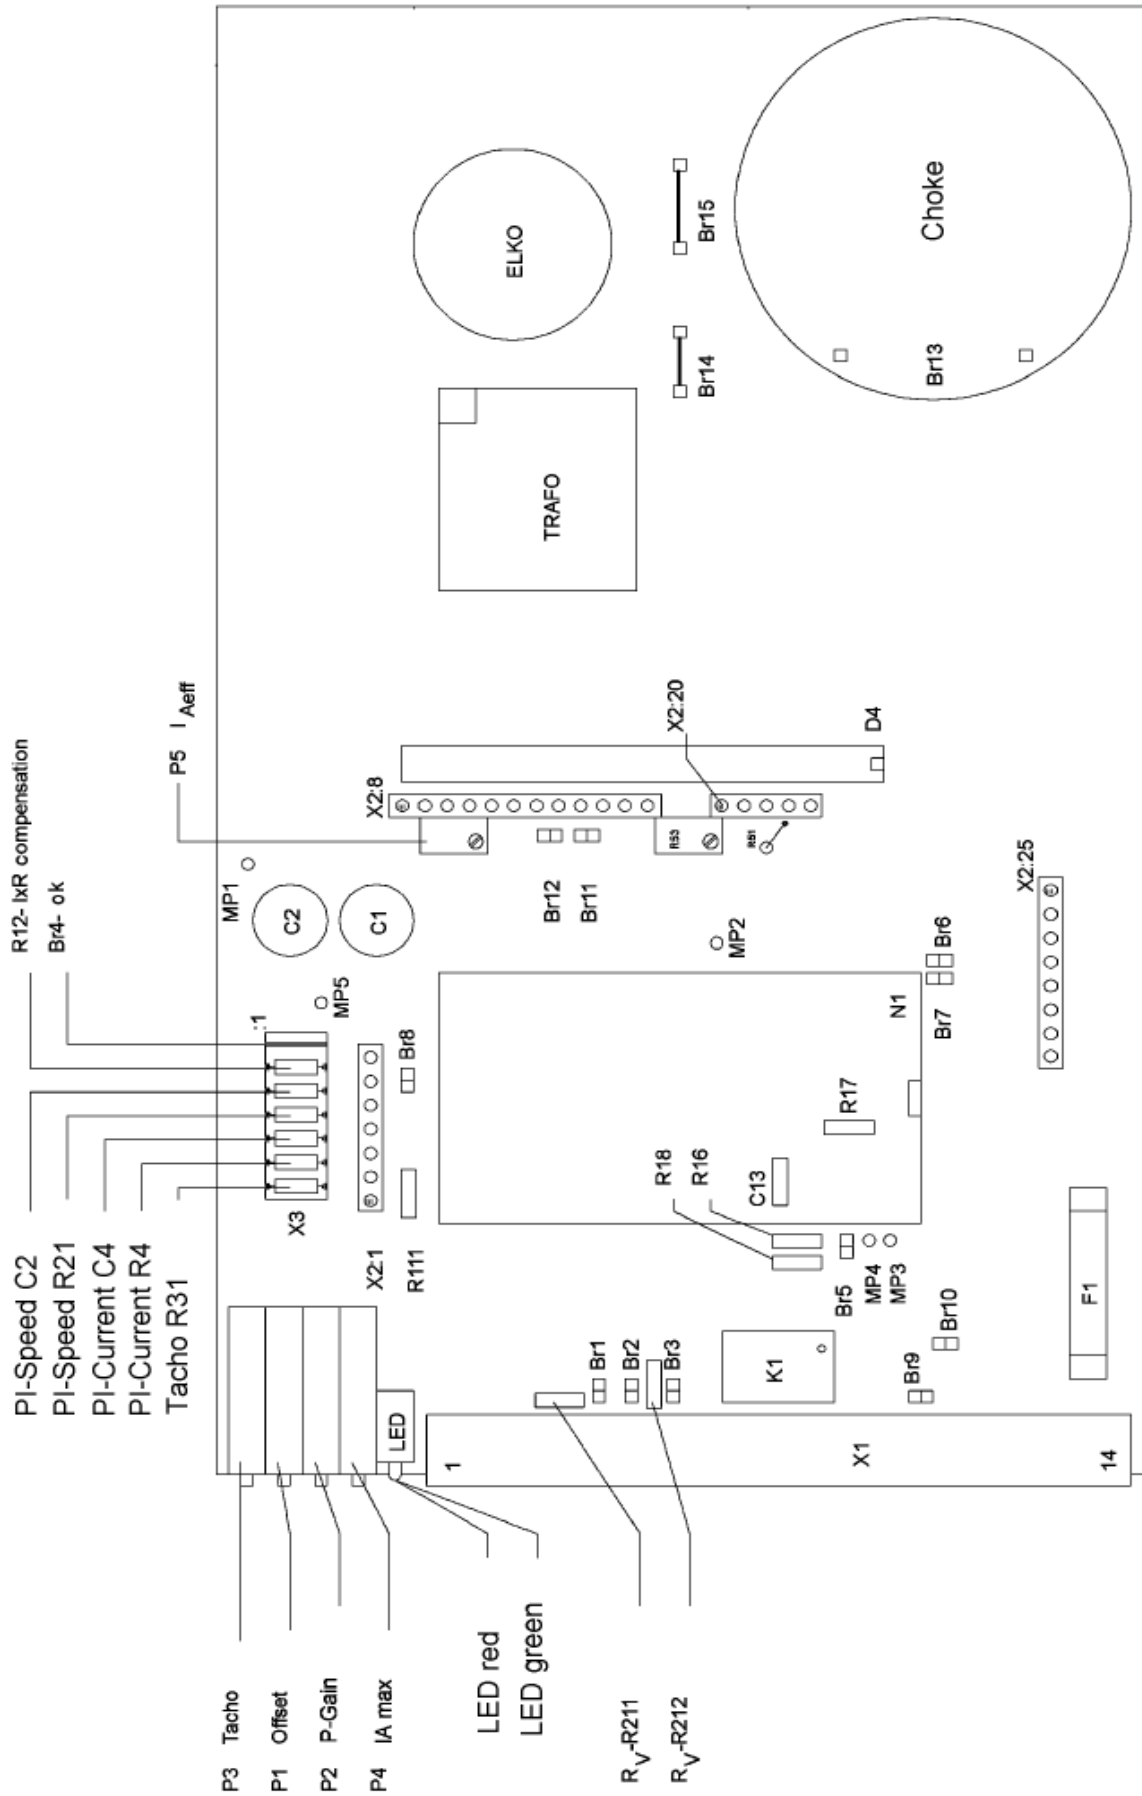 R12- IxR compensation
Br4- ok
PI-Speed C2
PI-Speed R21
PI-Current C4
PI-Current R4
Tacho R31
P5 I Aeff
MP1
C2
C1
MP5
:1
X3
X2:1
R111
Br8
X2:8
Br12
Br11
R53
R51
X2:20
D4
TRAFO
ELKO
Br14
Br15
Br13
Choke
MP2
Br6
Br7
N1
X2:25
R17
R18
R16
C13
Br5
MP4
MP3
F1
Br10
Br9
K1
Br1
Br2
Br3
LED
1
X1
14
P3 Tacho
P1 Offset
P2 P-Gain
P4 IA max
LED red
LED green
RV-R211
RV-R212